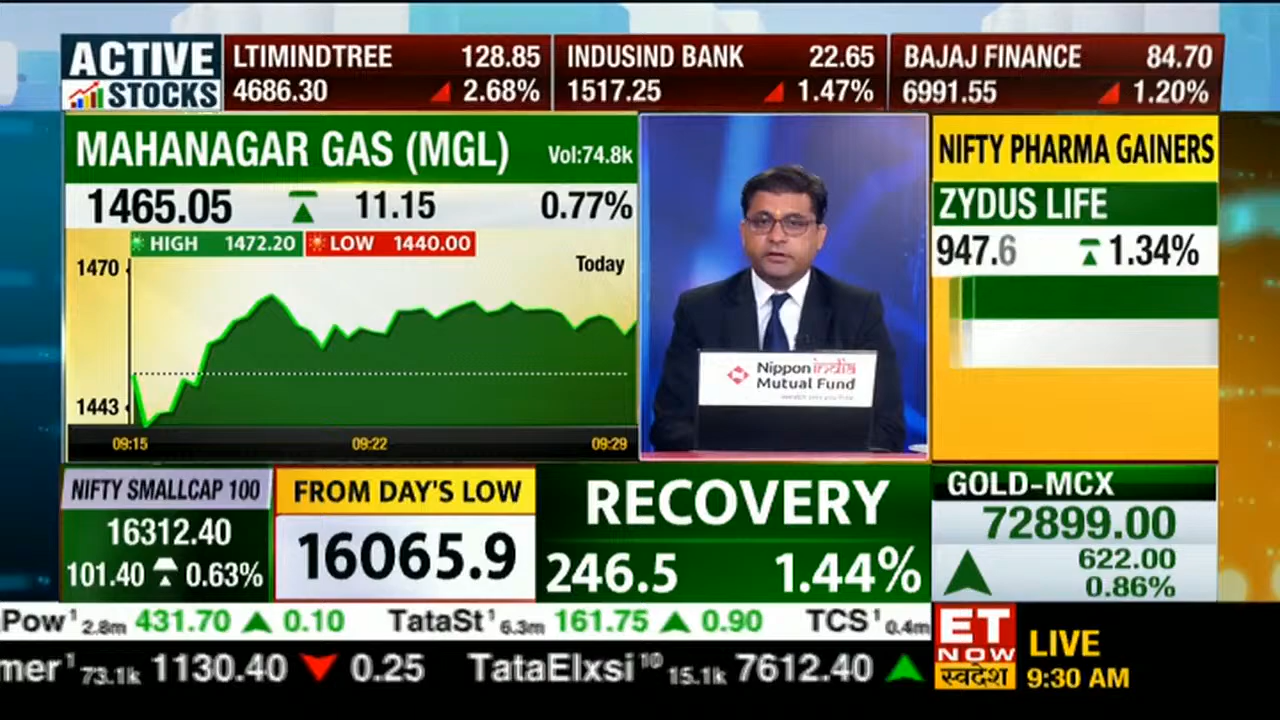 ACTIVE
STOCKS
LTIMINDTREE 128.85
4686.30 2.68%
INDUSIND BANK 22.65
1517.25 1.47%
BAJAJ FINANCE 84.70
6991.55 1.20%
MAHANAGAR GAS (MGL) Vol:74.8k
1465.05 11.15 0.77%
HIGH 1472.20 LOW 1440.00
Today
1470
1443
09:15 09:22 09:29
Nippon india
Mutual Fund
NIFTY PHARMA GAINERS
ZYDUS LIFE
947.6 1.34%
NIFTY SMALLCAP 100
16312.40
101.40 0.63%
FROM DAY'S LOW
16065.9
RECOVERY
246.5 1.44%
GOLD-MCX
72899.00
622.00
0.86%
Pow¹ 2.8m 431.70 0.10 TataSt¹ 6.3m 161.75 0.90 TCS¹ 0.4m
mer¹ 73.1k 1130.40 0.25 TataElxsi¹⁰ 15.1k 7612.40
ET
NOW
स्वदेश
LIVE
9:30 AM